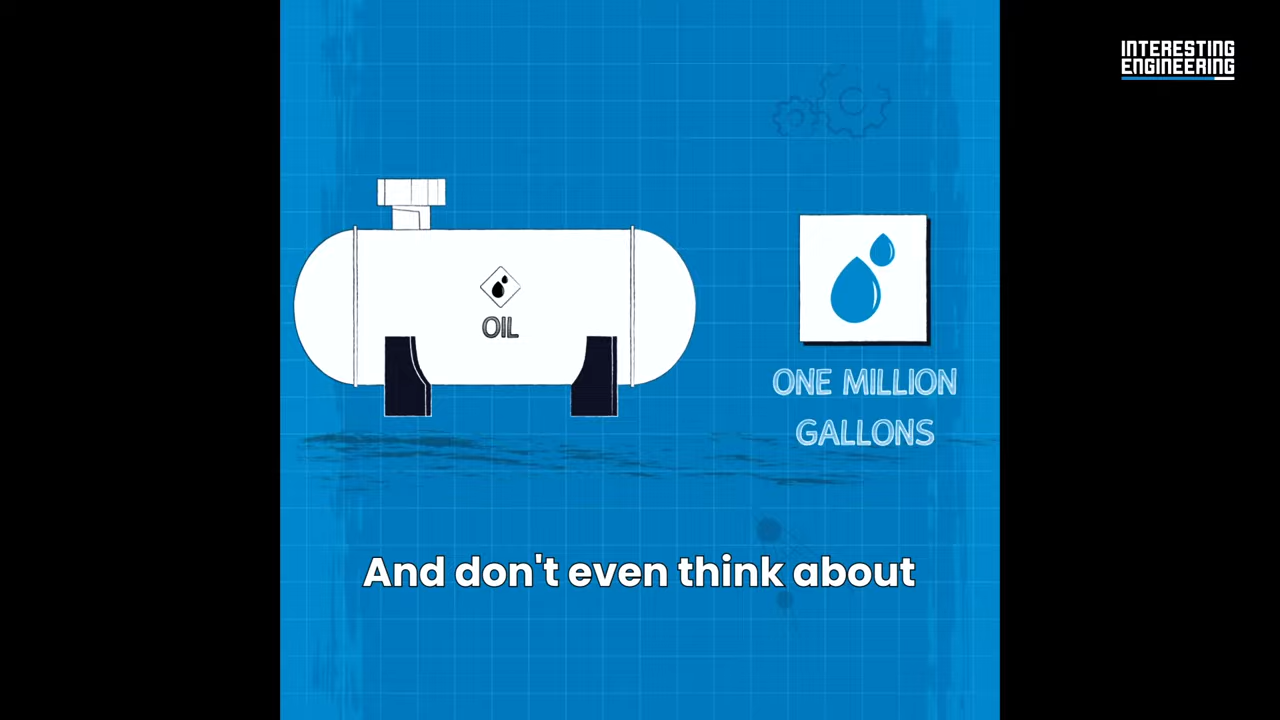 INTERESTING
ENGINEERING
OIL
ONE MILLION
GALLONS
And don't even think about